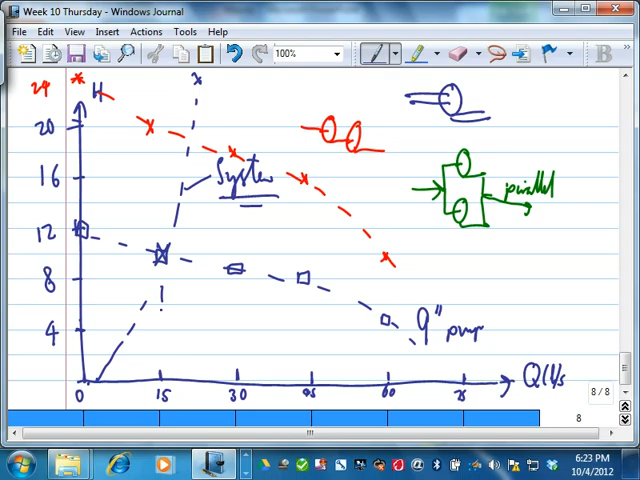 Week 10 Thursday - Windows Journal
File Edit View Insert Actions Tools Help
100%
B
24
H
20
16
12
8
4
0 15 30 45 60 75
System
parallel
9" pump
Q(l/s
8 / 8
8
6:23 PM
10/4/2012